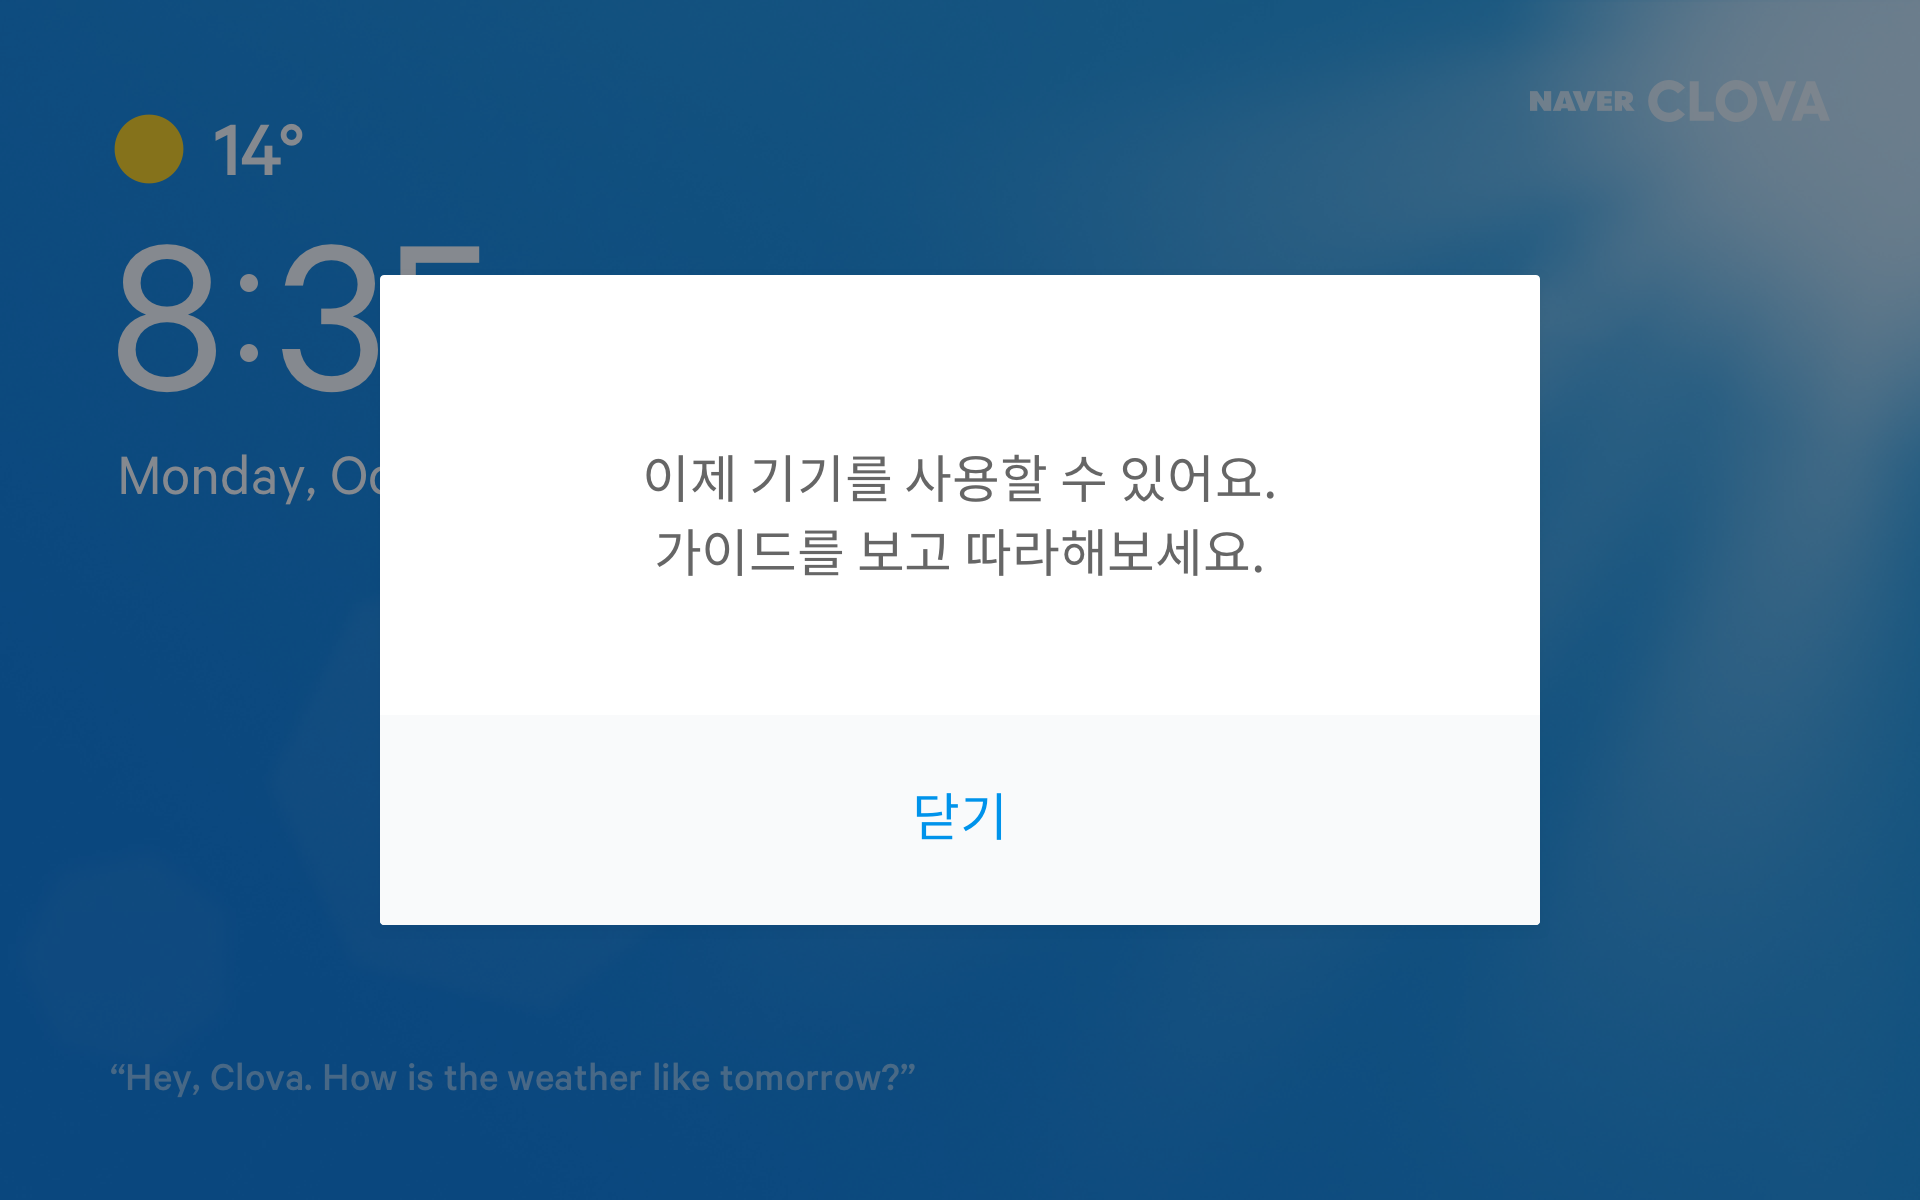 NAVER CLOVA
14°
8:3
Monday,
이제 기기를 사용할 수 있어요.
가이드를 보고 따라해보세요.
닫기
“Hey, Clova. How is the weather like tomorrow?”